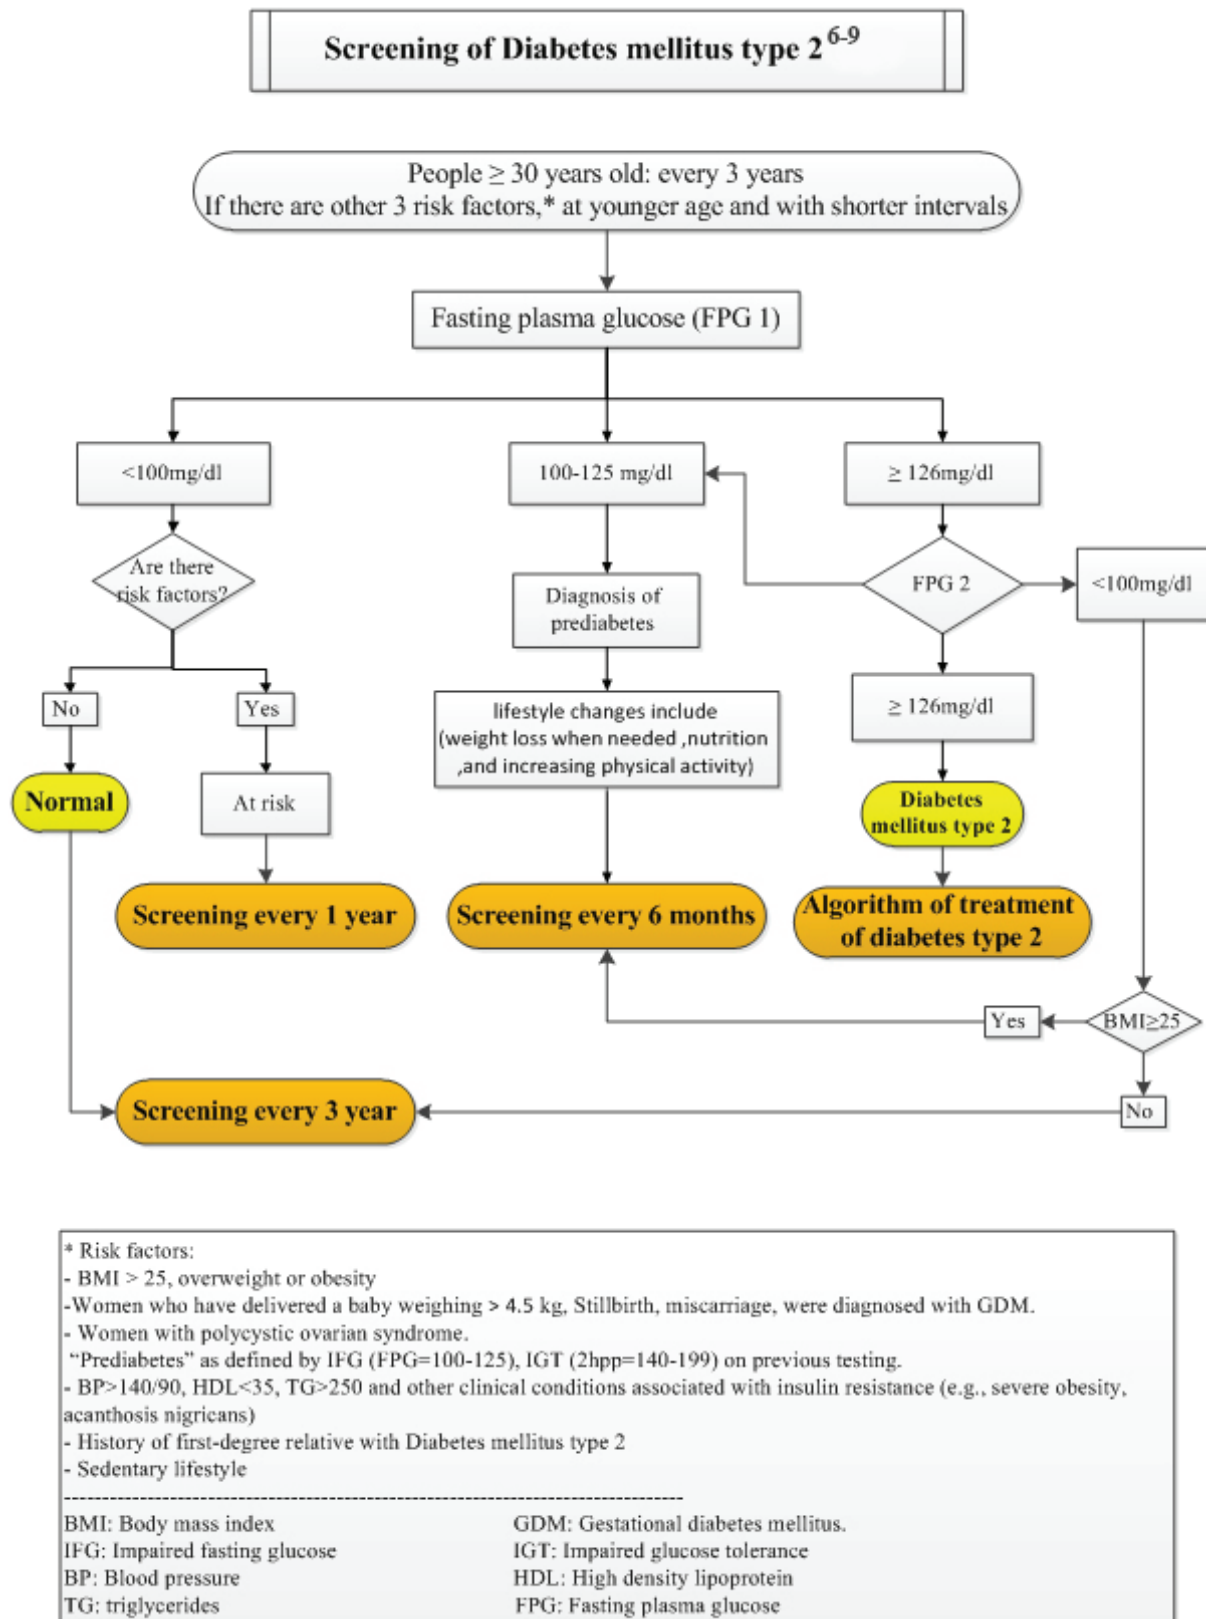 Screening of Diabetes mellitus type 2 6-9
People ≥ 30 years old: every 3 years
If there are other 3 risk factors,* at younger age and with shorter intervals
Fasting plasma glucose (FPG 1)
<100mg/dl
100-125 mg/dl
≥ 126mg/dl
Are there
risk factors?
Diagnosis of
prediabetes
FPG 2
<100mg/dl
No
Yes
lifestyle changes include
(weight loss when needed ,nutrition
,and increasing physical activity)
≥ 126mg/dl
Normal
At risk
Diabetes
mellitus type 2
Screening every 1 year
Screening every 6 months
Algorithm of treatment
of diabetes type 2
Yes
BMI≥25
Screening every 3 year
No
* Risk factors:
- BMI > 25, overweight or obesity
-Women who have delivered a baby weighing > 4.5 kg, Stillbirth, miscarriage, were diagnosed with GDM.
- Women with polycystic ovarian syndrome.
“Prediabetes” as defined by IFG (FPG=100-125), IGT (2hpp=140-199) on previous testing.
- BP>140/90, HDL<35, TG>250 and other clinical conditions associated with insulin resistance (e.g., severe obesity,
acanthosis nigricans)
- History of first-degree relative with Diabetes mellitus type 2
- Sedentary lifestyle
BMI: Body mass index GDM: Gestational diabetes mellitus.
IFG: Impaired fasting glucose IGT: Impaired glucose tolerance
BP: Blood pressure HDL: High density lipoprotein
TG: triglycerides FPG: Fasting plasma glucose